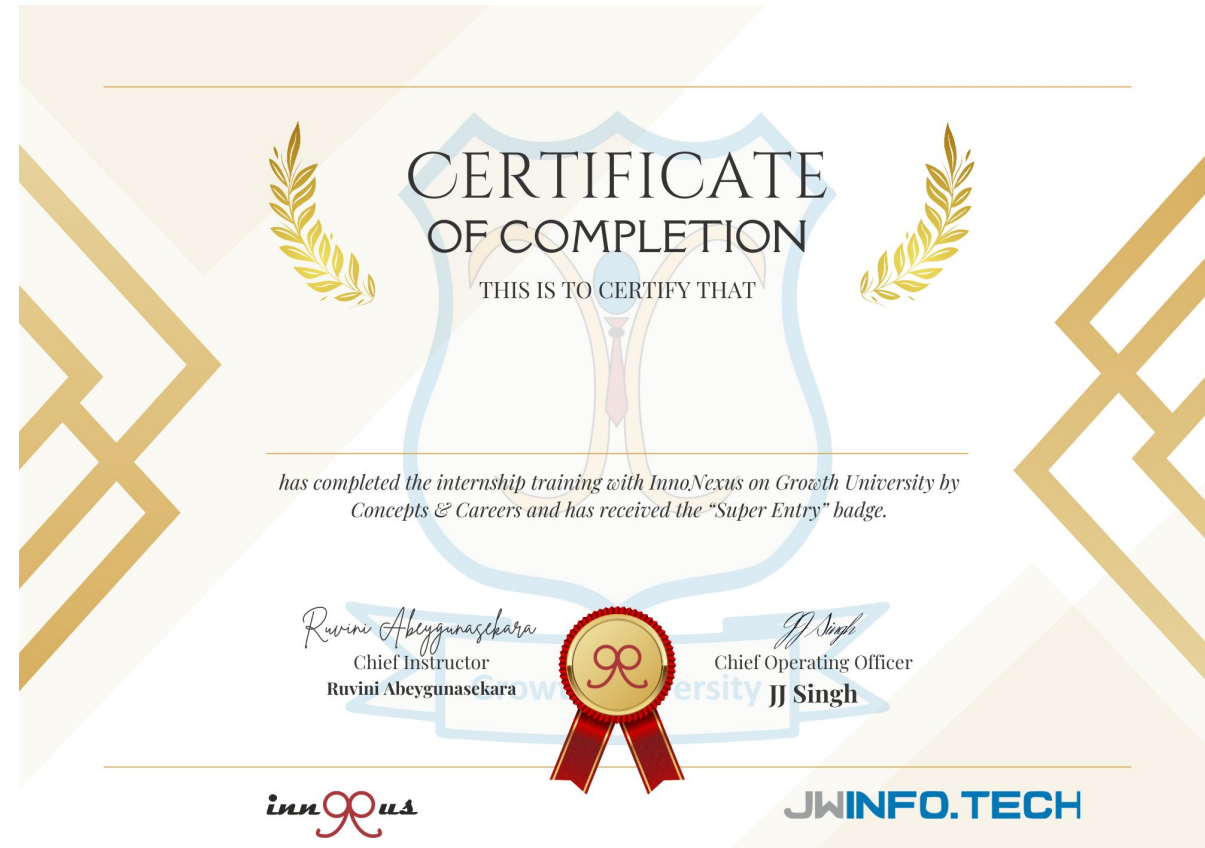 CERTIFICATE
OF COMPLETION
THIS IS TO CERTIFY THAT
has completed the internship training with InnoNexus on Growth University by
Concepts & Careers and has received the “Super Entry” badge.
Ruvini Abeygunasekara
Chief Instructor
Ruvini Abeygunasekara
JJ Singh
Chief Operating Officer
JJ Singh
JWINFO.TECH